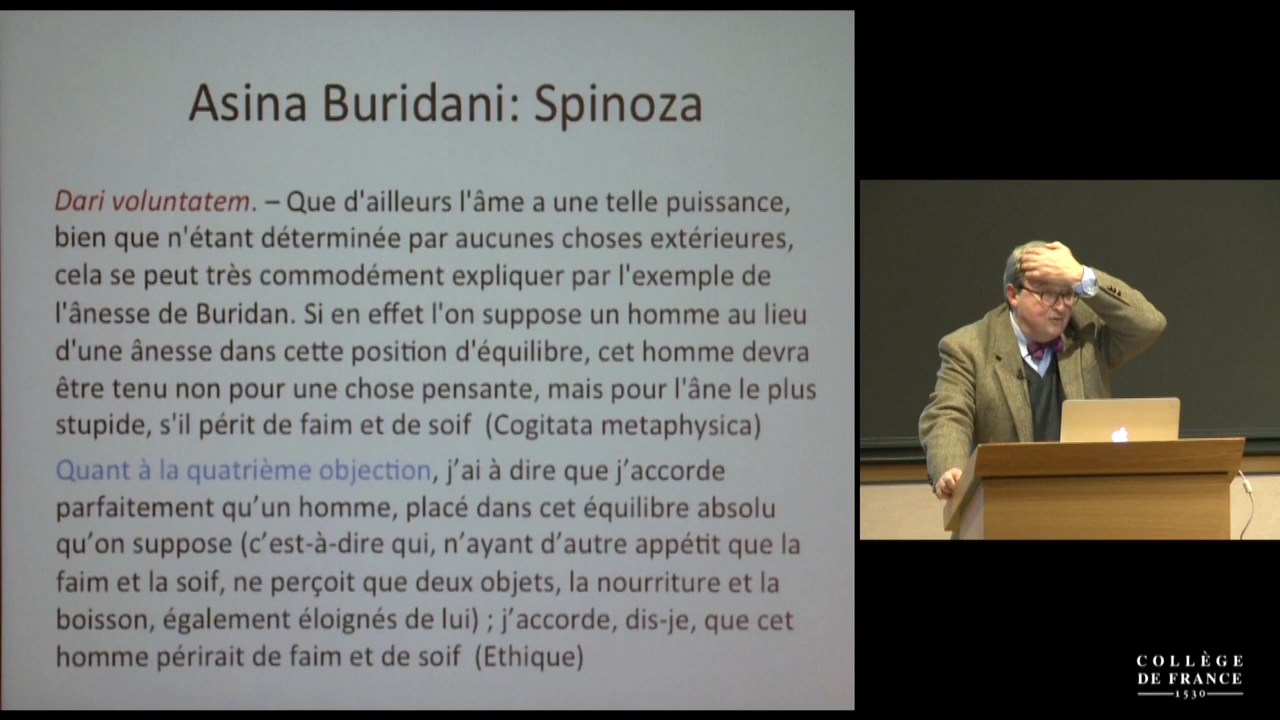 Asina Buridani: Spinoza
Dari voluntatem. – Que d'ailleurs l'âme a une telle puissance,
bien que n'étant déterminée par aucunes choses extérieures,
cela se peut très commodément expliquer par l'exemple de
l'ânesse de Buridan. Si en effet l'on suppose un homme au lieu
d'une ânesse dans cette position d'équilibre, cet homme devra
être tenu non pour une chose pensante, mais pour l'âne le plus
stupide, s'il périt de faim et de soif (Cogitata metaphysica)
Quant à la quatrième objection, j’ai à dire que j’accorde
parfaitement qu’un homme, placé dans cet équilibre absolu
qu’on suppose (c’est-à-dire qui, n’ayant d’autre appétit que la
faim et la soif, ne perçoit que deux objets, la nourriture et la
boisson, également éloignés de lui) ; j’accorde, dis-je, que cet
homme périrait de faim et de soif (Ethique)
COLLÈGE
DE FRANCE
1530